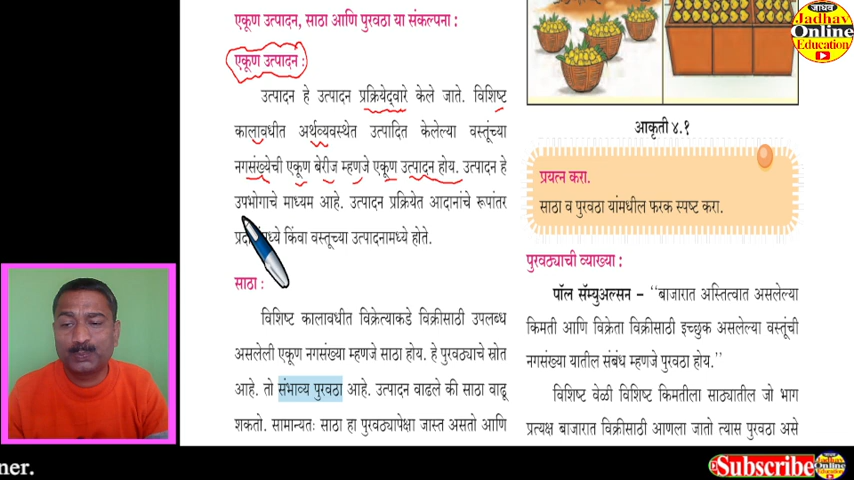 एकूण उत्पादन, साठा आणि पुरवठा या संकल्पना :
एकूण उत्पादन :
उत्पादन हे उत्पादन प्रक्रियेद्वारे केले जाते. विशिष्ट
कालावधीत अर्थव्यवस्थेत उत्पादित केलेल्या वस्तूंच्या
नगसंख्येची एकूण बेरीज म्हणजे एकूण उत्पादन होय. उत्पादन हे
उपभोगाचे माध्यम आहे. उत्पादन प्रक्रियेत आदानांचे रूपांतर
किंवा वस्तूच्या उत्पादनामध्ये होते.
साठा :
विशिष्ट कालावधीत विक्रेत्याकडे विक्रीसाठी उपलब्ध
असलेली एकूण नगसंख्या म्हणजे साठा होय. हे पुरवठ्याचे स्रोत
आहे. तो संभाव्य पुरवठा आहे. उत्पादन वाढले की साठा वाढू
शकतो. सामान्यतः साठा हा पुरवठ्यापेक्षा जास्त असतो आणि
आकृती ४.१
प्रयत्न करा.
साठा व पुरवठा यांमधील फरक स्पष्ट करा.
पुरवठ्याची व्याख्या :
पॉल सॅम्युअल्सन – ‘‘बाजारात अस्तित्वात असलेल्या
किमती आणि विक्रेता विक्रीसाठी इच्छुक असलेल्या वस्तूंची
नगसंख्या यातील संबंध म्हणजे पुरवठा होय.’’
विशिष्ट वेळी विशिष्ट किमतीला साठ्यातील जो भाग
प्रत्यक्ष बाजारात विक्रीसाठी आणला जातो त्यास पुरवठा असे
जाधव
Jadhav
Online
Education
ner.
Subscribe
Jadhav
Online
Education